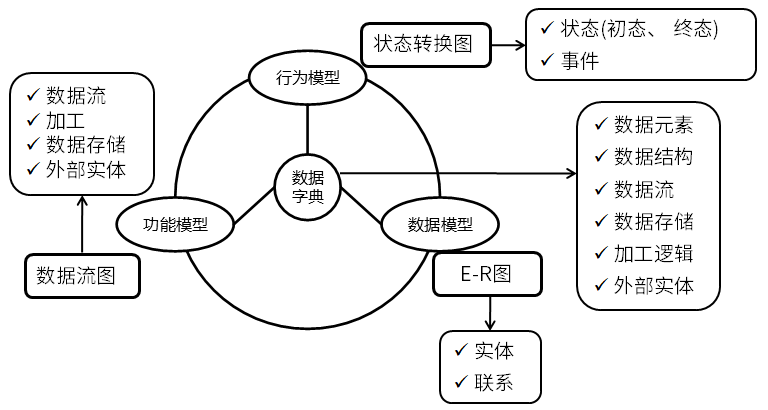 状态转换图
✓ 状态(初态、 终态)
✓ 事件
行为模型
✓ 数据流
✓ 加工
✓ 数据存储
✓ 外部实体
数据
字典
✓ 数据元素
✓ 数据结构
✓ 数据流
✓ 数据存储
✓ 加工逻辑
✓ 外部实体
功能模型
数据模型
数据流图
E-R图
✓ 实体
✓ 联系